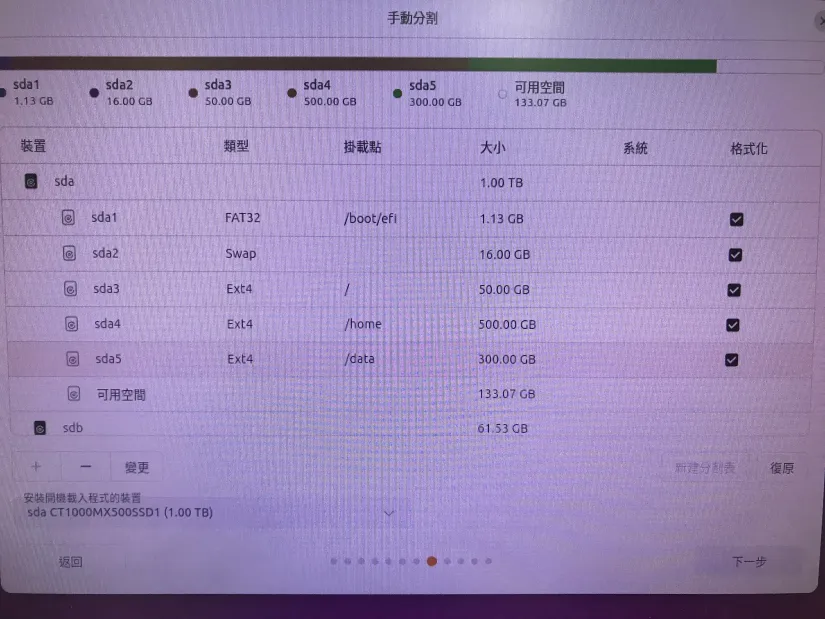 手動分割
sda1
1.13 GB
sda2
16.00 GB
sda3
50.00 GB
sda4
500.00 GB
sda5
300.00 GB
可用空間
133.07 GB
裝置 類型 掛載點 大小 系統 格式化
sda 1.00 TB
sda1 FAT32 /boot/efi 1.13 GB
sda2 Swap 16.00 GB
sda3 Ext4 / 50.00 GB
sda4 Ext4 /home 500.00 GB
sda5 Ext4 /data 300.00 GB
可用空間 133.07 GB
sdb 61.53 GB
+ − 變更 新建分割表 復原
安裝開機載入程式的裝置
sda CT1000MX500SSD1 (1.00 TB)
返回 下一步